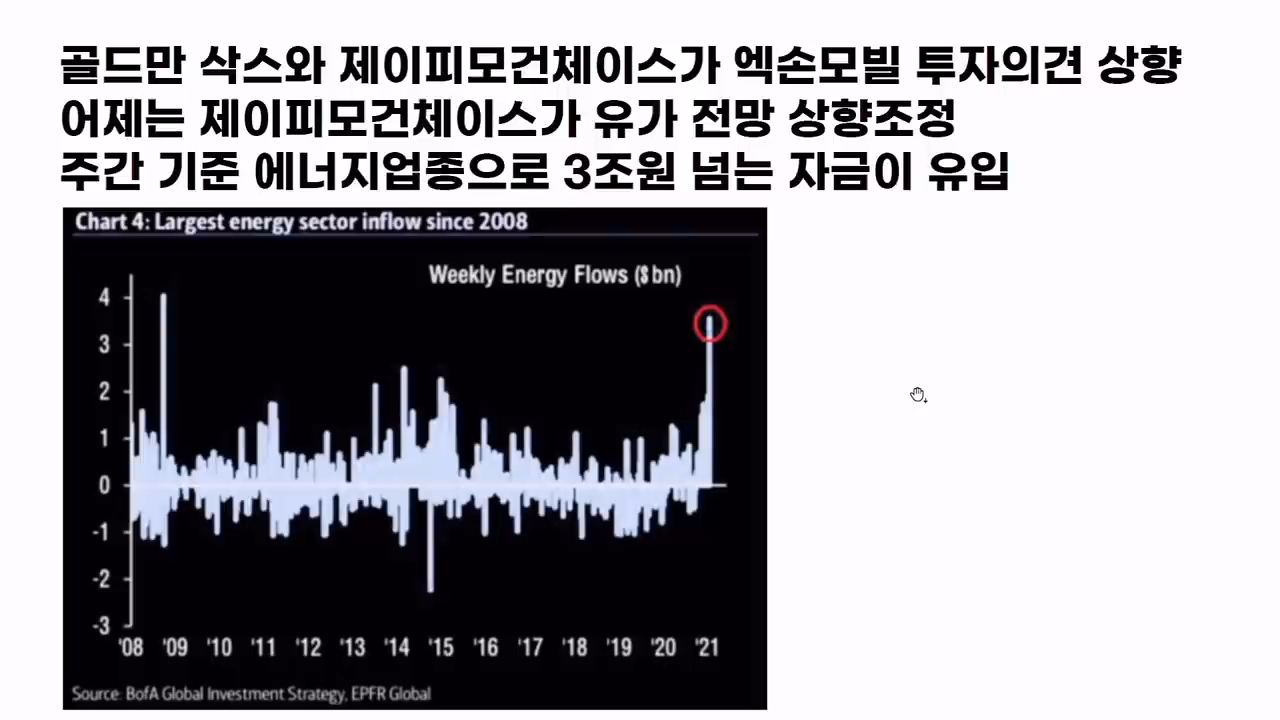 골드만 삭스와 제이피모건체이스가 엑손모빌 투자의견 상향
어제는 제이피모건체이스가 유가 전망 상향조정
주간 기준 에너지업종으로 3조원 넘는 자금이 유입
Chart 4: Largest energy sector inflow since 2008
Weekly Energy Flows ($bn)
4
3
2
1
0
-1
-2
-3
'08 '09 '10 '11 '12 '13 '14 '15 '16 '17 '18 '19 '20 '21
Source: BofA Global Investment Strategy, EPFR Global